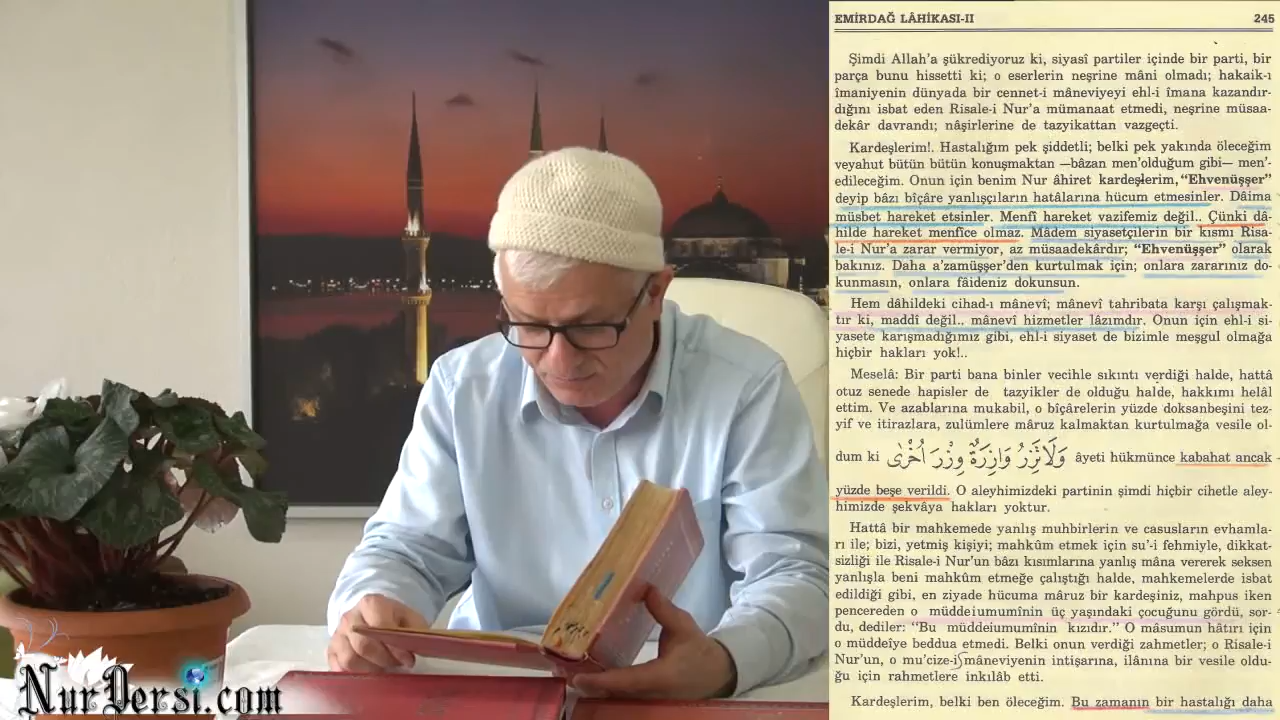 EMİRDAĞ LÂHİKASI-II 245
Şimdi Allah'a şükrediyoruz ki, siyasî partiler içinde bir parti, bir
parça bunu hissetti ki; o eserlerin neşrine mâni olmadı; hakaik-ı
îmaniyenin dünyada bir cennet-i mâneviyeyi ehl-i îmana kazandır-
dığını isbat eden Risale-i Nur'a mümanaat etmedi, neşrine müsaa-
dekâr davrandı; nâşirlerine de tazyikattan vazgeçti.
Kardeşlerim!. Hastalığım pek şiddetli; belki pek yakında öleceğim
veyahut bütün bütün konuşmaktan —bâzan men'olduğum gibi— men'-
edileceğim. Onun için benim Nur âhiret kardeşlerim, "Ehvenüşşer"
deyip bâzı bîçâre yanlışçıların hatâlarına hücum etmesinler. Dâima
müsbet hareket etsinler. Menfî hareket vazifemiz değil.. Çünki dâ-
hilde hareket menfîce olmaz. Mâdem siyasetçilerin bir kısmı Risa-
le-i Nur'a zarar vermiyor, az müsaadekârdır; "Ehvenüşşer" olarak
bakınız. Daha a'zamüşşer'den kurtulmak için; onlara zararınız do-
kunmasın, onlara fâideniz dokunsun.
Hem dâhildeki cihad-ı mânevî; mânevî tahribata karşı çalışmak-
tır ki, maddî değil.. mânevî hizmetler lâzımdır. Onun için ehl-i si-
yasete karışmadığımız gibi, ehl-i siyaset de bizimle meşgul olmağa
hiçbir hakları yok!..
Meselâ: Bir parti bana binler vecihle sıkıntı verdiği halde, hattâ
otuz senede hapisler de tazyikler de olduğu halde, hakkımı helâl
ettim. Ve azablarına mukabil, o bîçârelerin yüzde doksanbeşini tez-
yif ve itirazlara, zulümlere mâruz kalmaktan kurtulmağa vesile ol-
dum ki وَلَا تَزِرُ وَازِرَةٌ وِزْرَ اُخْرٰى âyeti hükmünce kabahat ancak
yüzde beşe verildi. O aleyhimizdeki partinin şimdi hiçbir cihetle aley-
himizde şekvâya hakları yoktur.
Hattâ bir mahkemede yanlış muhbirlerin ve casusların evhamla-
rı ile; bizi, yetmiş kişiyi; mahkûm etmek için su'-i fehmiyle, dikkat-
sizliği ile Risale-i Nur'un bâzı kısımlarına yanlış mâna vererek seksen
yanlışla beni mahkûm etmeğe çalıştığı halde, mahkemelerde isbat
edildiği gibi, en ziyade hücuma mâruz bir kardeşiniz, mahpus iken
pencereden o müddeiumumînin üç yaşındaki çocuğunu gördü, sor-
du, dediler: "Bu müddeiumumînin kızıdır." O mâsumun hâtırı için
o müddeîye beddua etmedi. Belki onun verdiği zahmetler; o Risale-i
Nur'un, o mu'cize-i mâneviyenin intişarına, ilânına bir vesile oldu-
ğu için rahmetlere inkılâb etti.
Kardeşlerim, belki ben öleceğim. Bu zamanın bir hastalığı daha
NurDersi.com